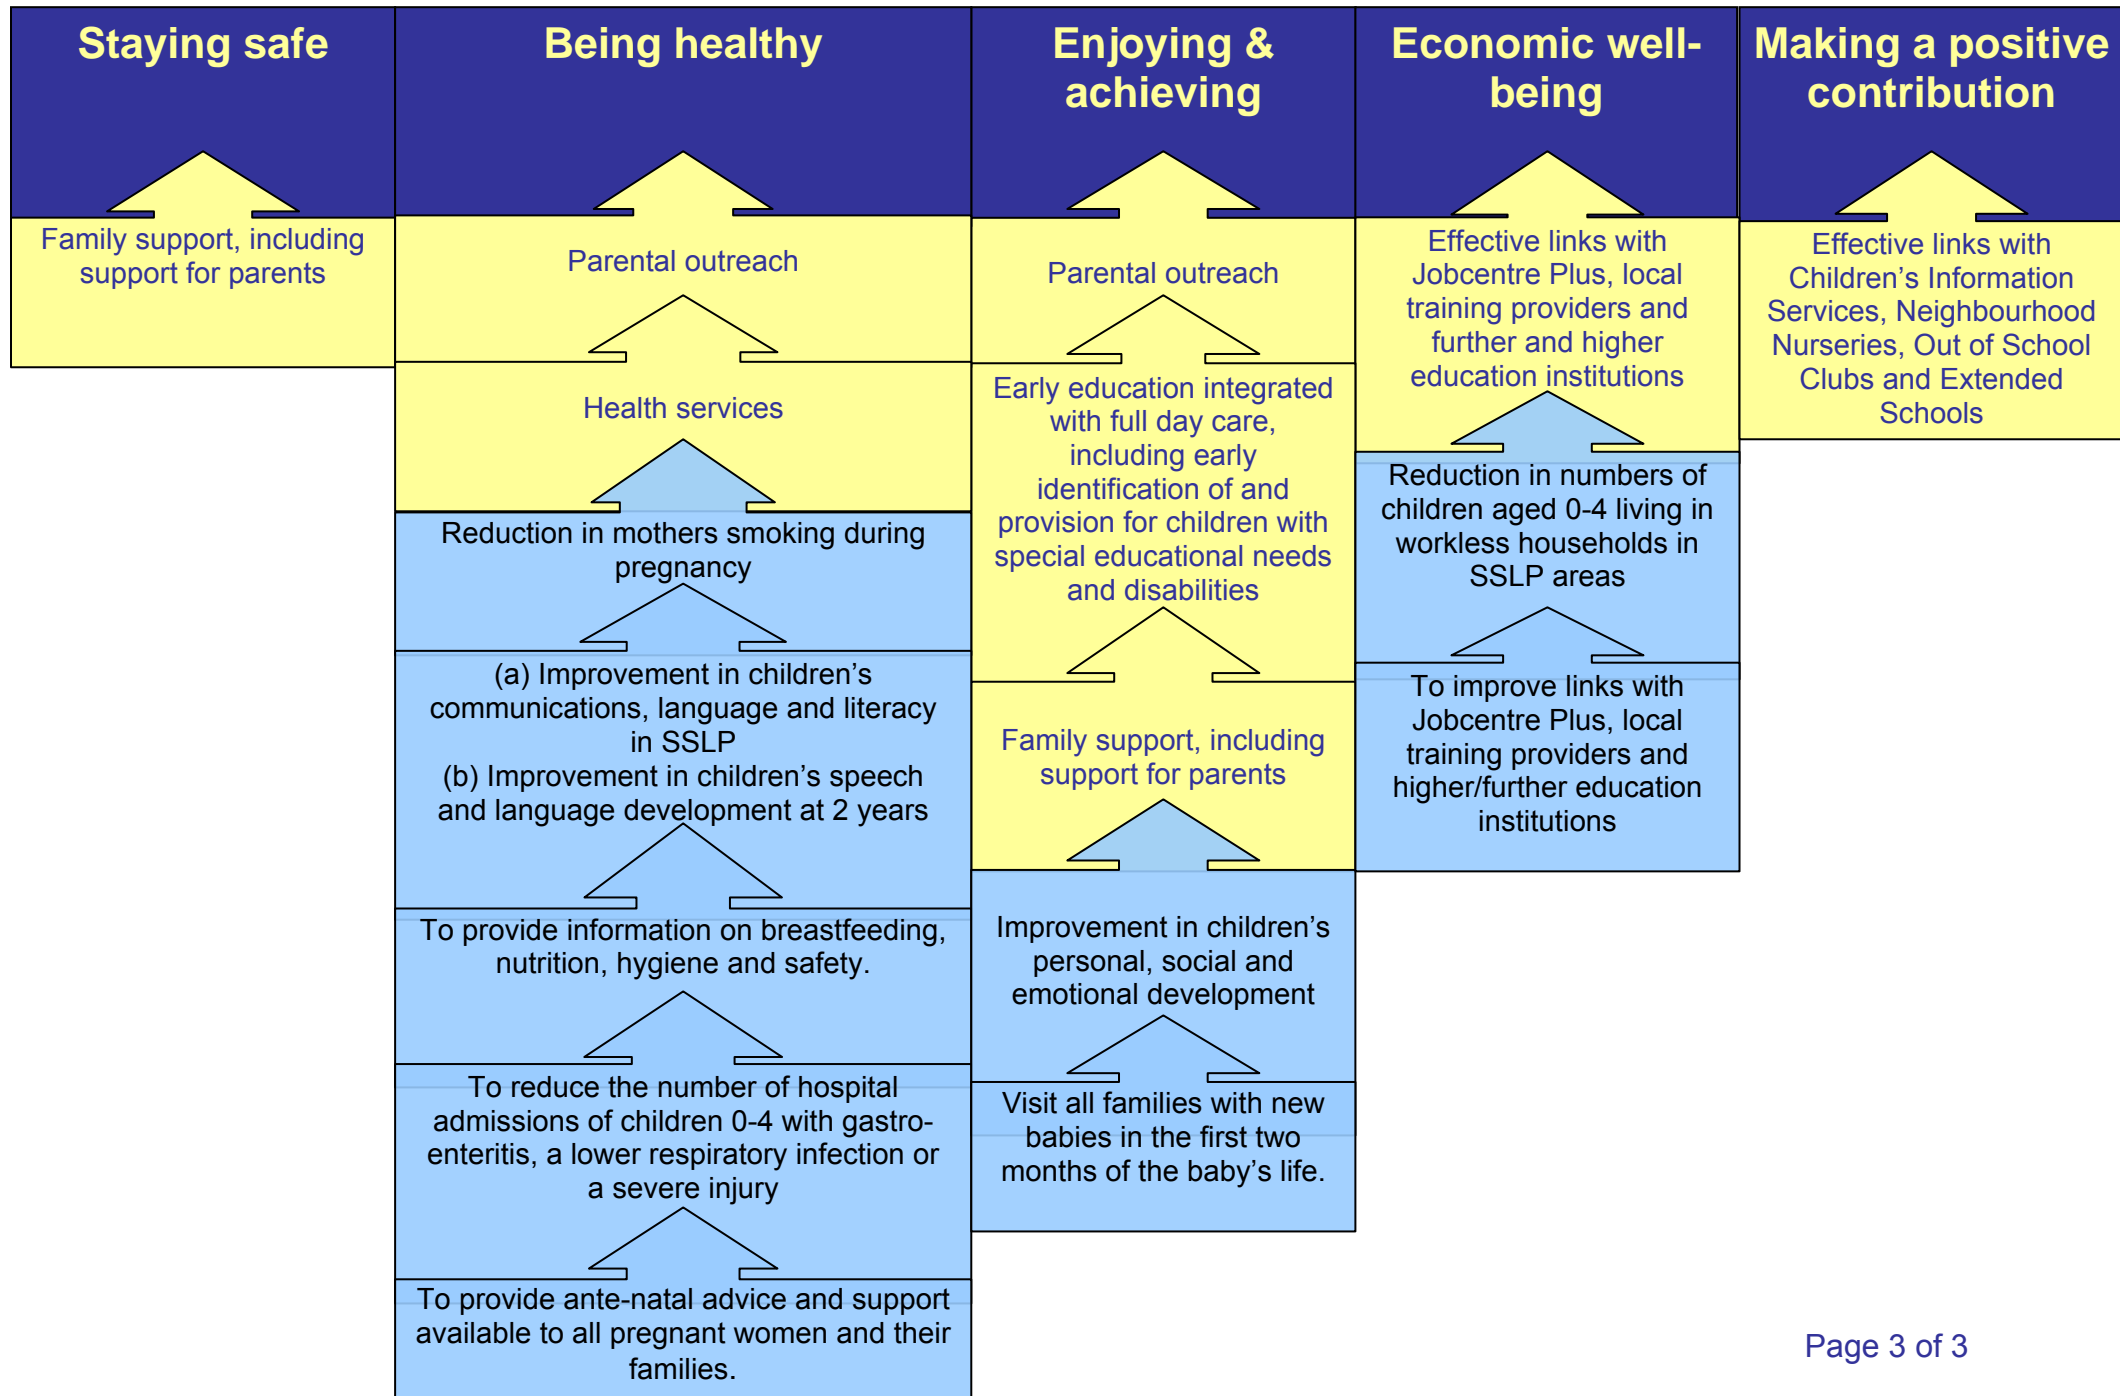 Staying safe
Family support, including
support for parents
Being healthy
Parental outreach
Health services
Reduction in mothers smoking during
pregnancy
(a) Improvement in children’s
communications, language and literacy
in SSLP
(b) Improvement in children’s speech
and language development at 2 years
To provide information on breastfeeding,
nutrition, hygiene and safety.
To reduce the number of hospital
admissions of children 0-4 with gastro-
enteritis, a lower respiratory infection or
a severe injury
To provide ante-natal advice and support
available to all pregnant women and their
families.
Enjoying &
achieving
Parental outreach
Early education integrated
with full day care,
including early
identification of and
provision for children with
special educational needs
and disabilities
Family support, including
support for parents
Improvement in children’s
personal, social and
emotional development
Visit all families with new
babies in the first two
months of the baby’s life.
Economic well-
being
Effective links with
Jobcentre Plus, local
training providers and
further and higher
education institutions
Reduction in numbers of
children aged 0-4 living in
workless households in
SSLP areas
To improve links with
Jobcentre Plus, local
training providers and
higher/further education
institutions
Making a positive
contribution
Effective links with
Children’s Information
Services, Neighbourhood
Nurseries, Out of School
Clubs and Extended
Schools
Page 3 of 3